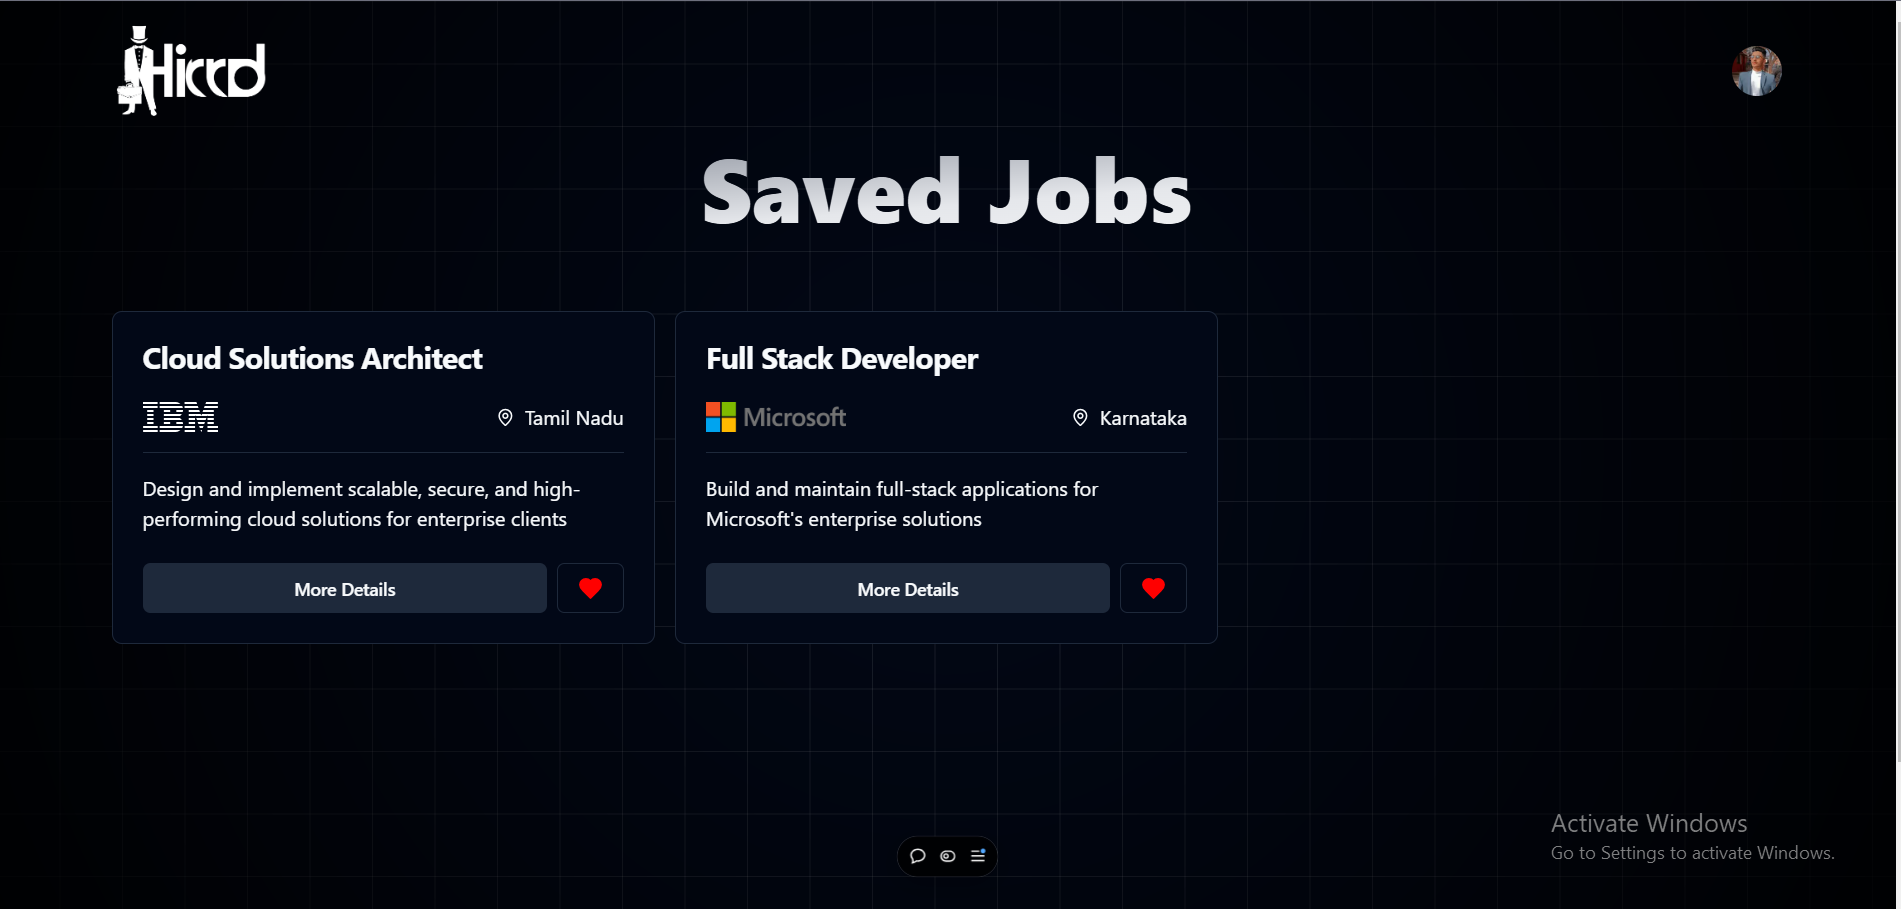 Hirrd
Saved Jobs
Cloud Solutions Architect
IBM
Tamil Nadu
Design and implement scalable, secure, and high-
performing cloud solutions for enterprise clients
More Details
Full Stack Developer
Microsoft
Karnataka
Build and maintain full-stack applications for
Microsoft's enterprise solutions
More Details
Activate Windows
Go to Settings to activate Windows.